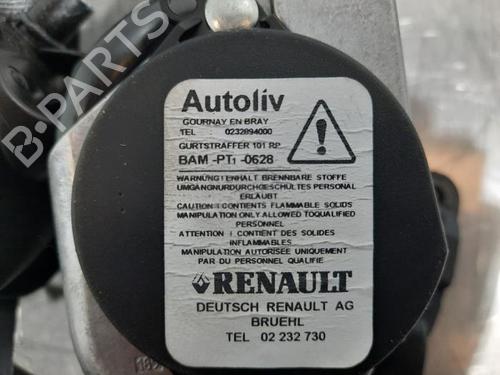 B-PARTS
Autoliv
GOURNAY EN BRAY
TEL 0232894000
GURTSTRAFFER 101 RP
BAM -PT1 -0628
WARNUNG ! ENHALT BRENNBARE STOFFE
UMGANGNURDURCHGESCHULTES PERSONAL
ERLAUBT
CAUTION ! CONTENTS FLAMMABLE SOLIDS
MANIPULATION ONLY ALLOWED TOQUALIFIED
PERSONNEL
ATTENTION ! CONTIENT DES SOLIDES
INFLAMMABLES
MANIPULATION AUTORISEE UNIQUEMENT
PAR DU PERSONNEL QUALIFIE
RENAULT
DEUTSCH RENAULT AG
BRUEHL
TEL 02 232 730